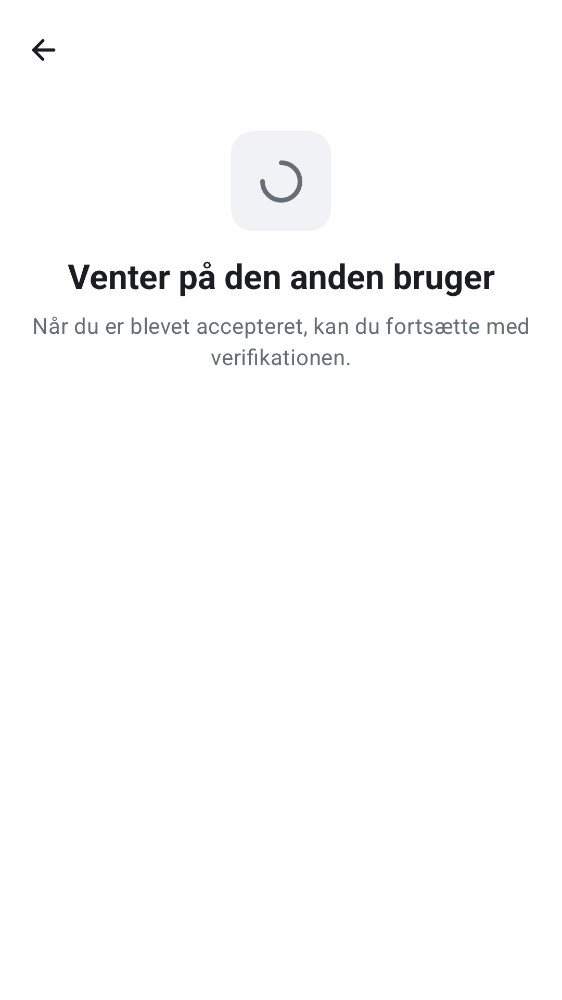 Venter på den anden bruger
Når du er blevet accepteret, kan du fortsætte med
verifikationen.